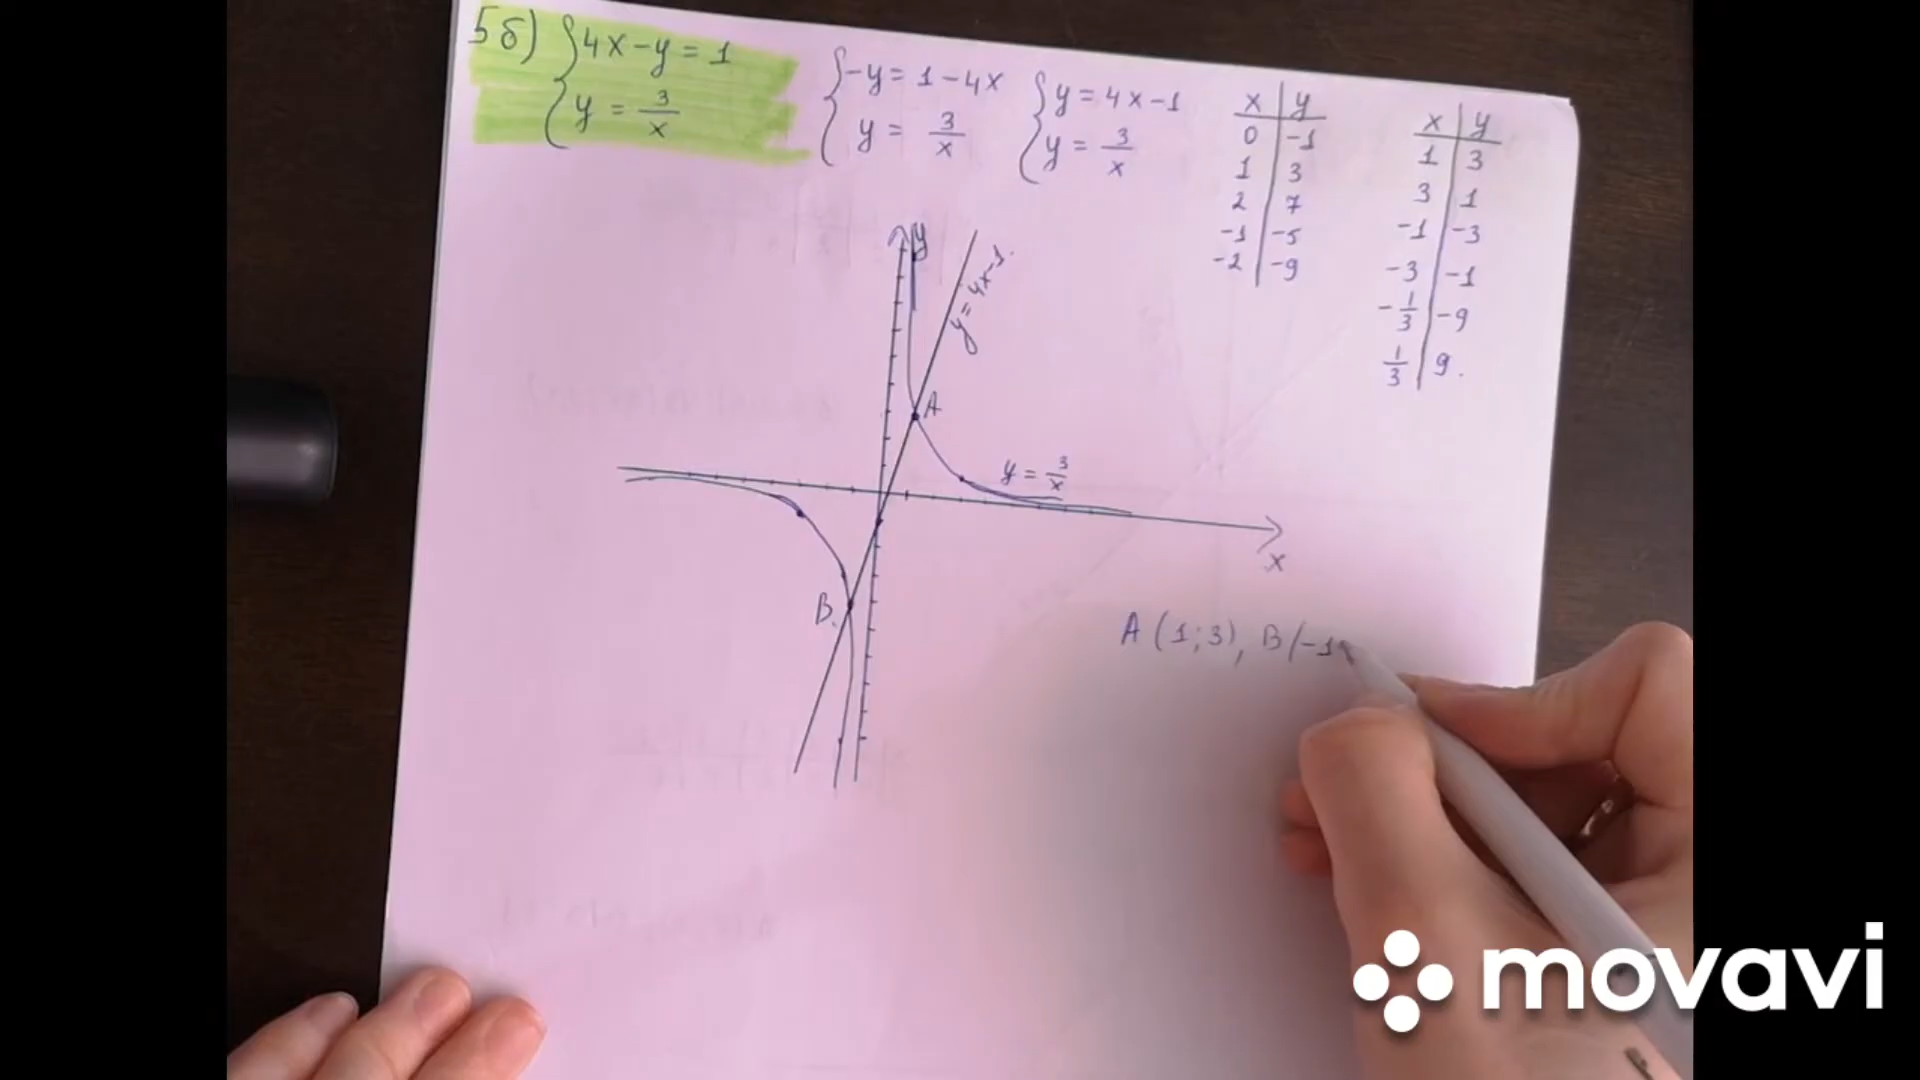 5б) {4x-y=1
{y=3/x
{-y=1-4x
{y=3/x
{y=4x-1
{y=3/x
x | y
0 | -1
1 | 3
2 | 7
-1 | -5
-2 | -9
x | y
1 | 3
3 | 1
-1 | -3
-3 | -1
-1/3 | -9
1/3 | 9.
y
y=4x-1.
A
y=3/x
x
B.
A(1;3), B(-1
movavi